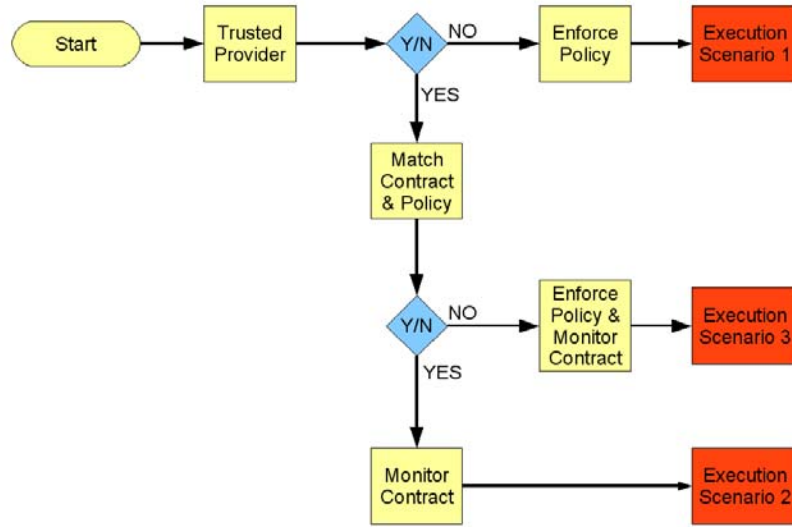 Start
Trusted
Provider
Y/N
NO
Enforce
Policy
Execution
Scenario 1
YES
Match
Contract
& Policy
Y/N
NO
Enforce
Policy &
Monitor
Contract
Execution
Scenario 3
YES
Monitor
Contract
Execution
Scenario 2